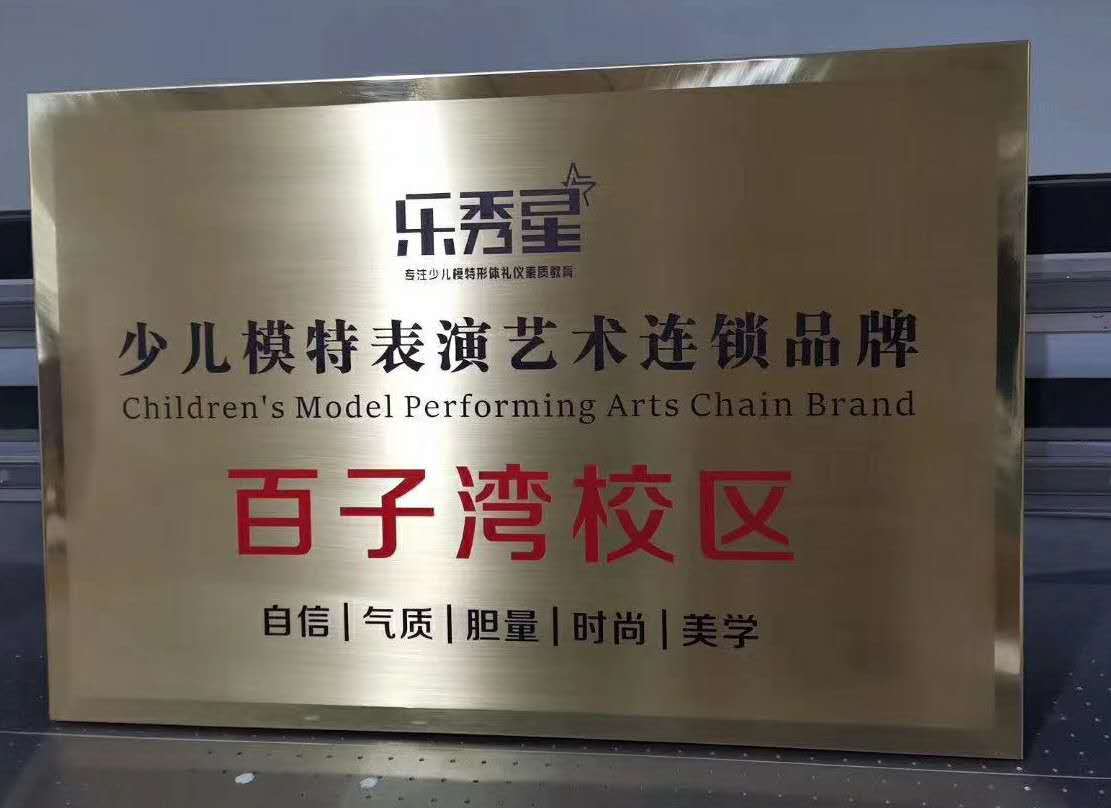 乐秀星
专注少儿模特形体礼仪素质教育
少儿模特表演艺术连锁品牌
Children's Model Performing Arts Chain Brand
百子湾校区
自信|气质|胆量|时尚|美学